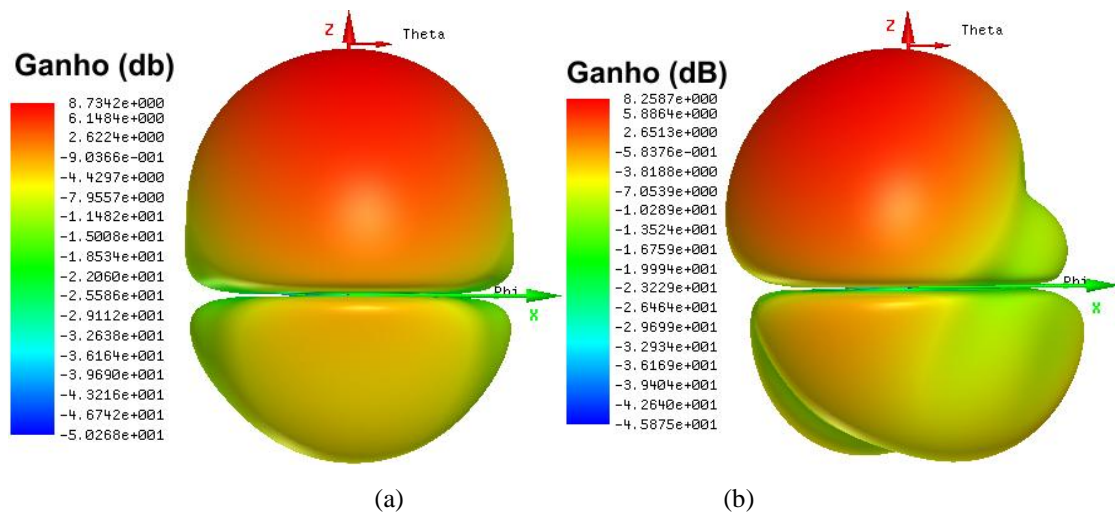 Z
Theta
Ganho (db)
8.7342e+000
6.1484e+000
2.6224e+000
-9.0366e-001
-4.4297e+000
-7.9557e+000
-1.1482e+001
-1.5008e+001
-1.8534e+001
-2.2060e+001
-2.5586e+001
-2.9112e+001
-3.2638e+001
-3.6164e+001
-3.9690e+001
-4.3216e+001
-4.6742e+001
-5.0268e+001
Phi
X
(a)
Z
Theta
Ganho (dB)
8.2587e+000
5.8864e+000
2.6513e+000
-5.8376e-001
-3.8188e+000
-7.0539e+000
-1.0289e+001
-1.3524e+001
-1.6759e+001
-1.9994e+001
-2.3229e+001
-2.6464e+001
-2.9699e+001
-3.2934e+001
-3.6169e+001
-3.9404e+001
-4.2640e+001
-4.5875e+001
Phi
X
(b)